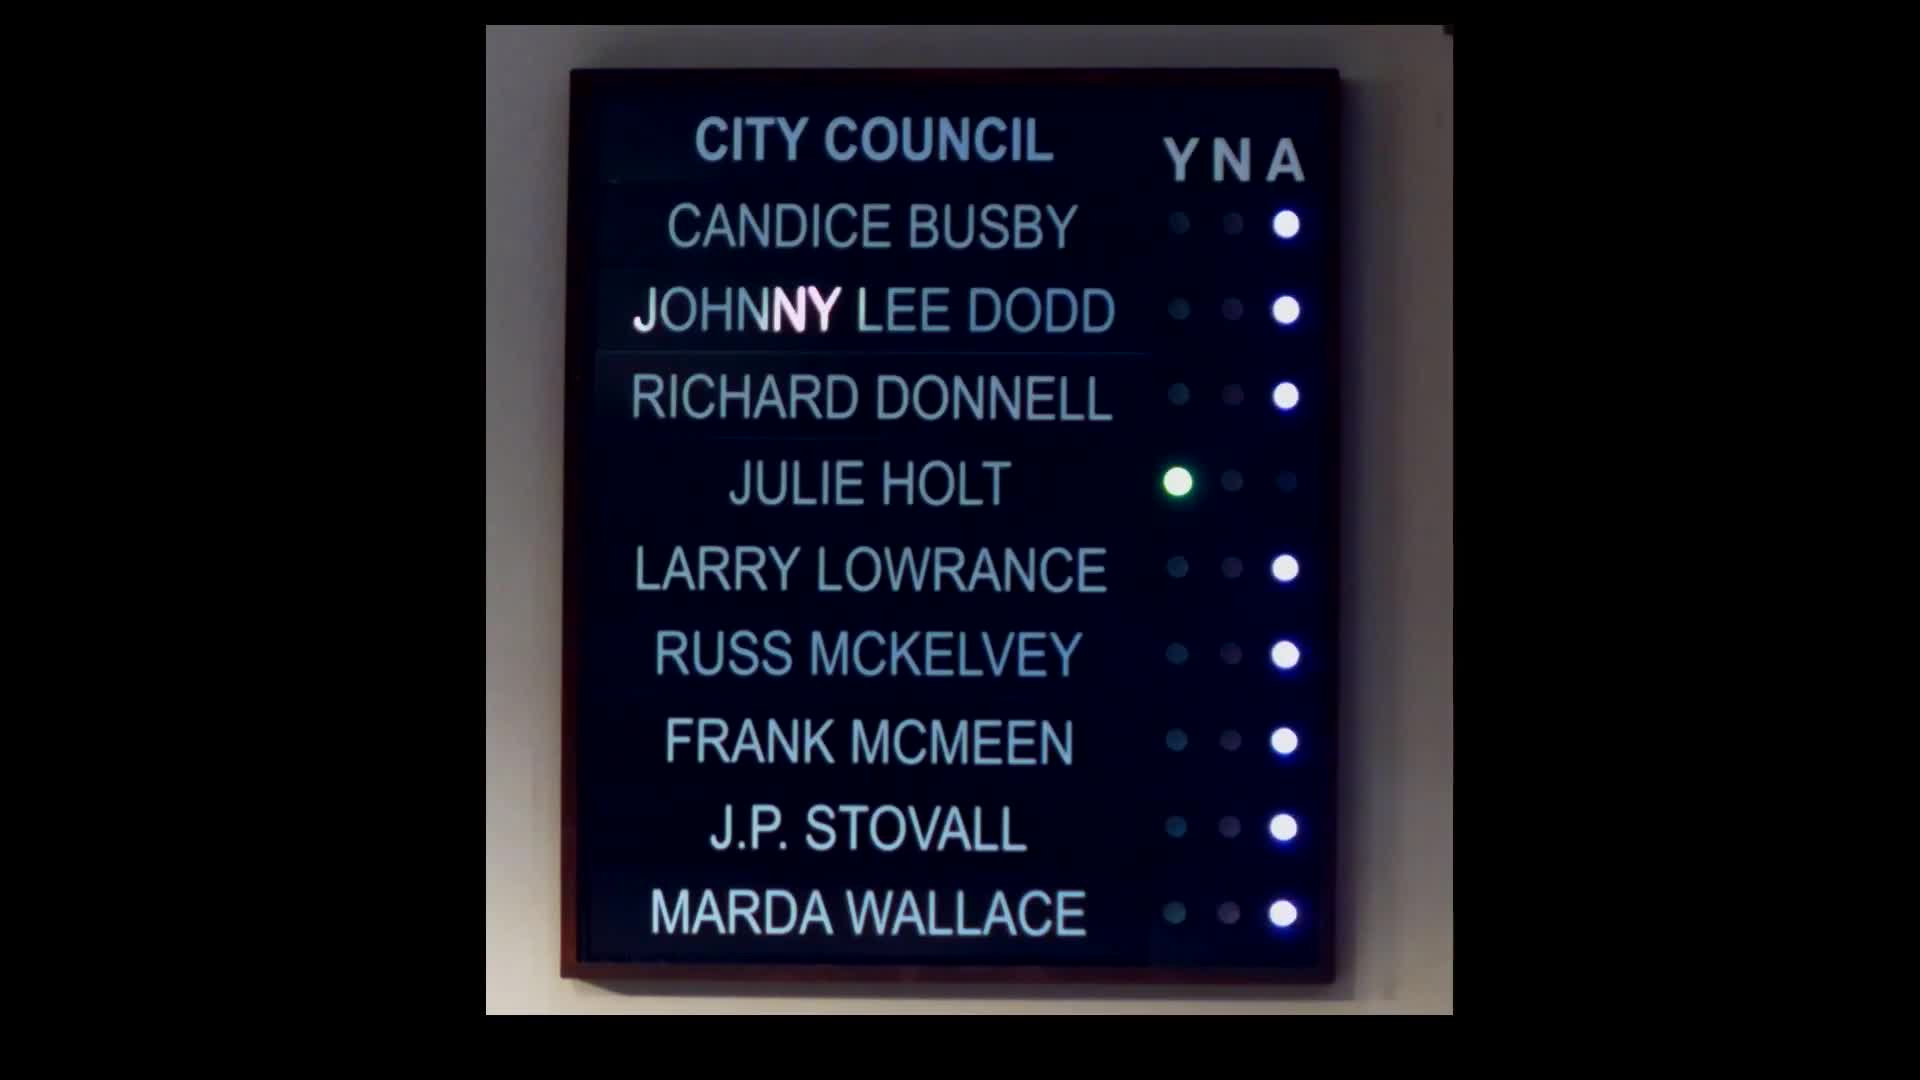 CITY COUNCIL
Y N A
CANDICE BUSBY
JOHNNY LEE DODD
RICHARD DONNELL
JULIE HOLT
LARRY LOWRANCE
RUSS MCKELVEY
FRANK MCMEEN
J.P. STOVALL
MARDA WALLACE